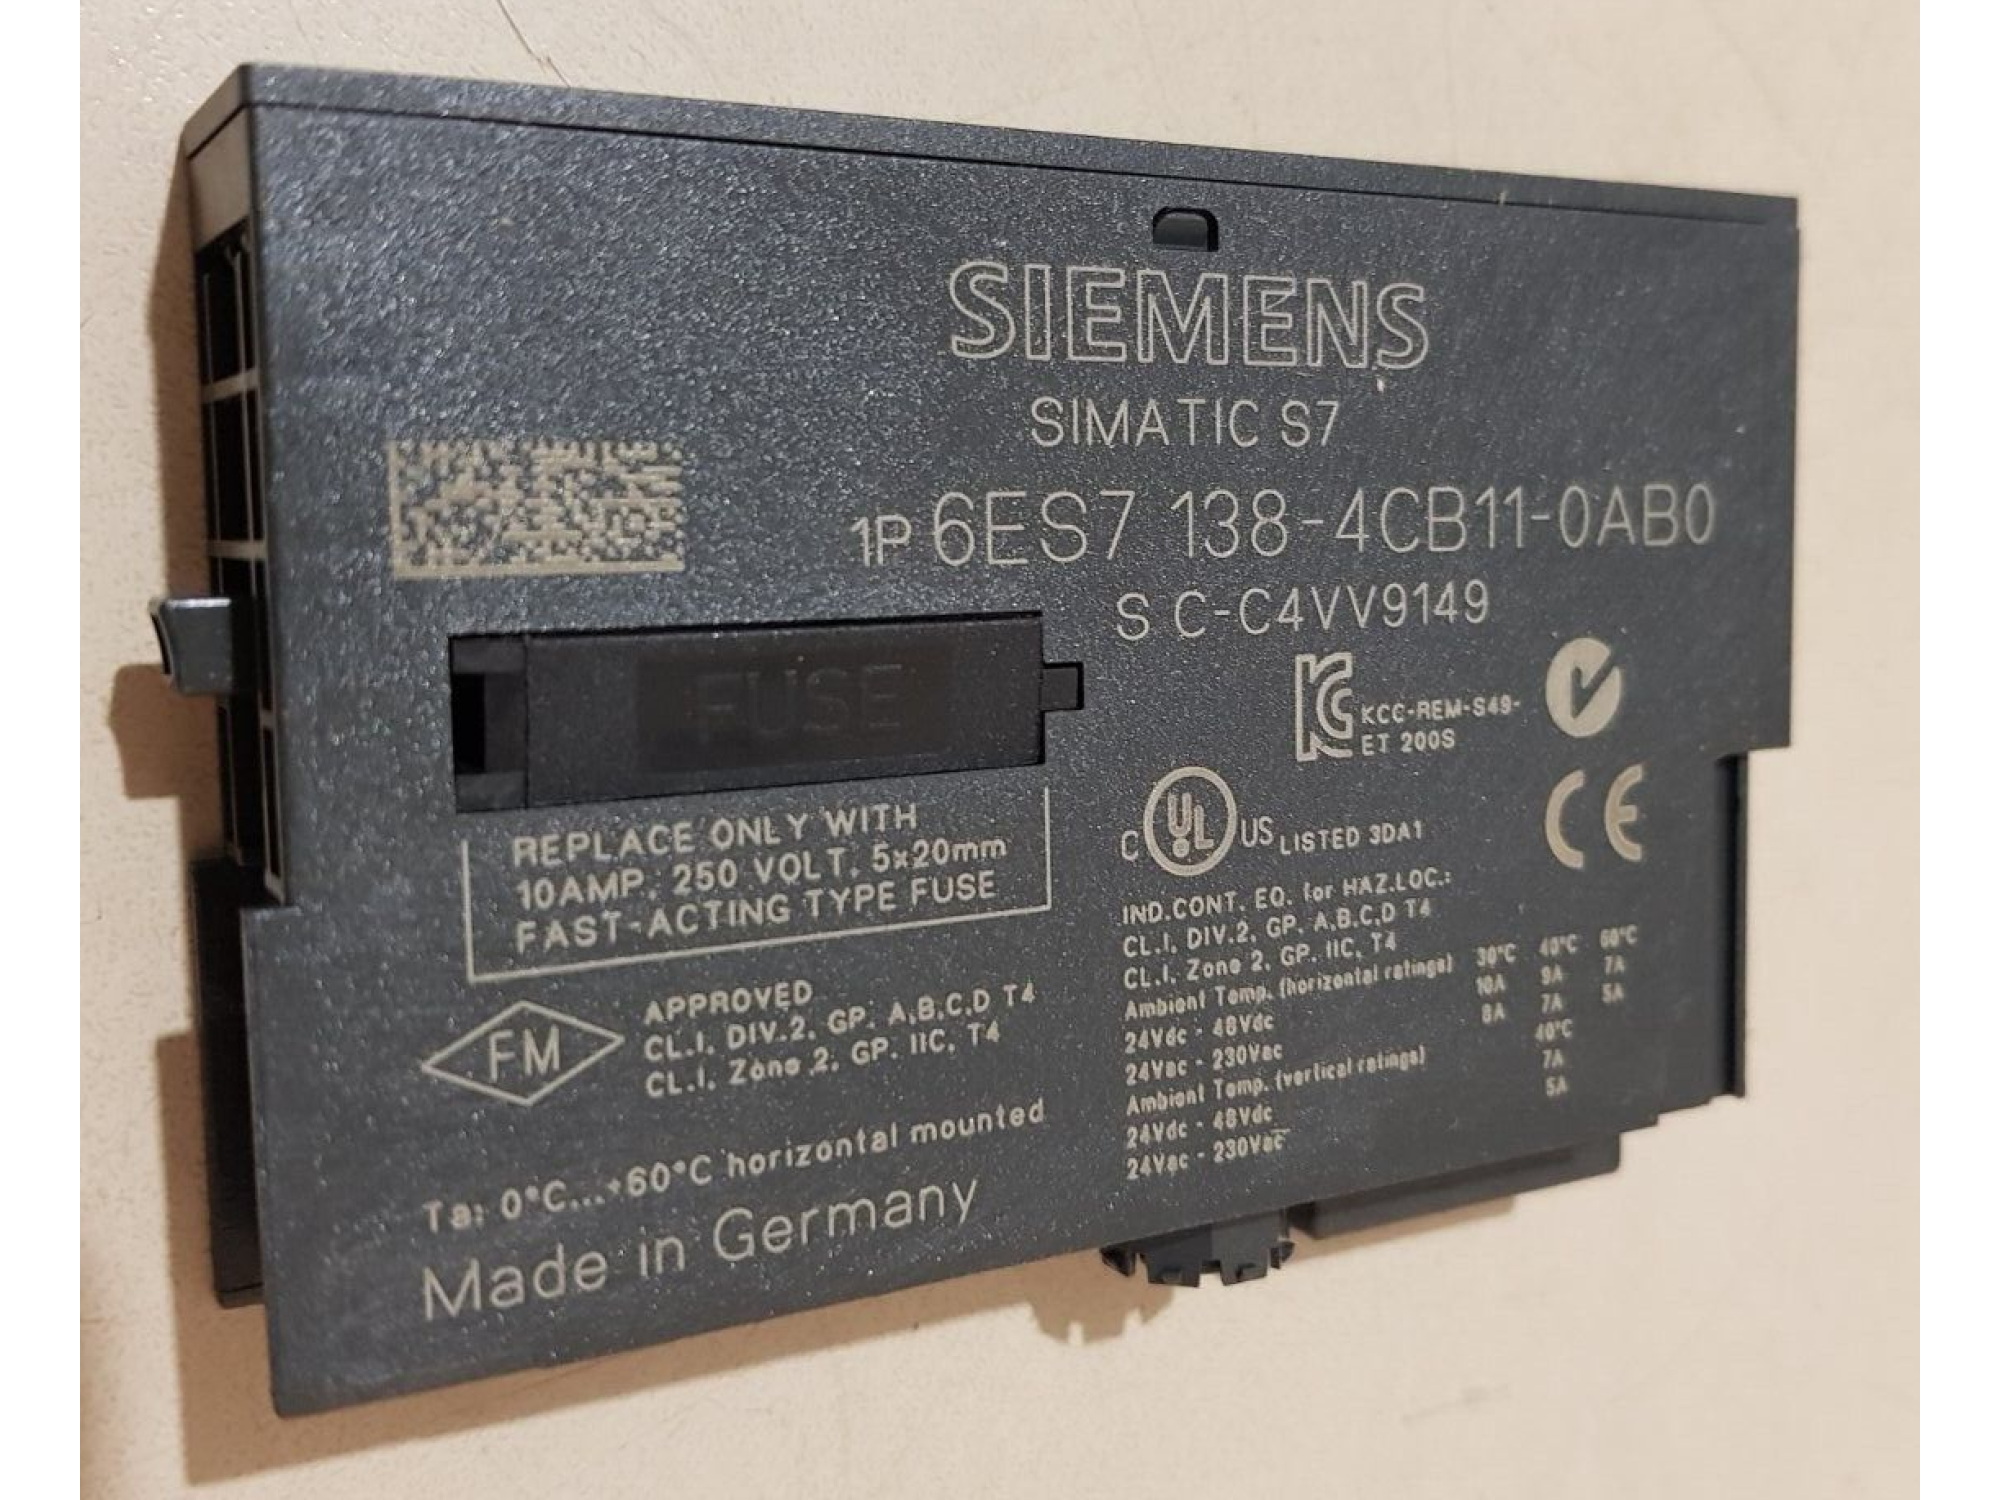 SIEMENS
SIMATIC S7
1P 6ES7 138-4CB11-0AB0
S C-C4VV9149
FUSE
KCC-REM-S49-
ET 200S
REPLACE ONLY WITH
10AMP, 250 VOLT, 5x20mm
FAST-ACTING TYPE FUSE
C UL US LISTED 3DA1
CE
IND.CONT. EQ. for HAZ.LOC.:
CL.I, DIV.2, GP. A,B,C,D T4
CL.I, Zone 2, GP. IIC, T4
Ambient Temp. (horizontal ratings) 30°C 40°C 60°C
24Vdc - 48Vdc 10A 9A 7A
24Vac - 230Vac 8A 7A 5A
Ambient Temp. (vertical ratings) 40°C
24Vdc - 48Vdc 7A
24Vac - 230Vac 5A
FM
APPROVED
CL.I, DIV.2, GP. A,B,C,D T4
CL.I, Zone 2, GP. IIC, T4
Ta: 0°C...+60°C horizontal mounted
Made in Germany